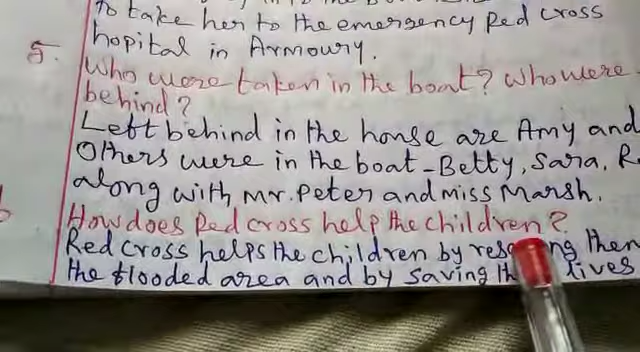 to take her to the emergency Red cross
hopital in Armoury.
5. Who were taken in the boat? Who were
behind?
Left behind in the house are Amy and
Others were in the boat - Betty, Sara,
along with Mr. Peter and miss Marsh.
How does Red cross help the children?
Red cross helps the children by
the flooded area and by saving lives